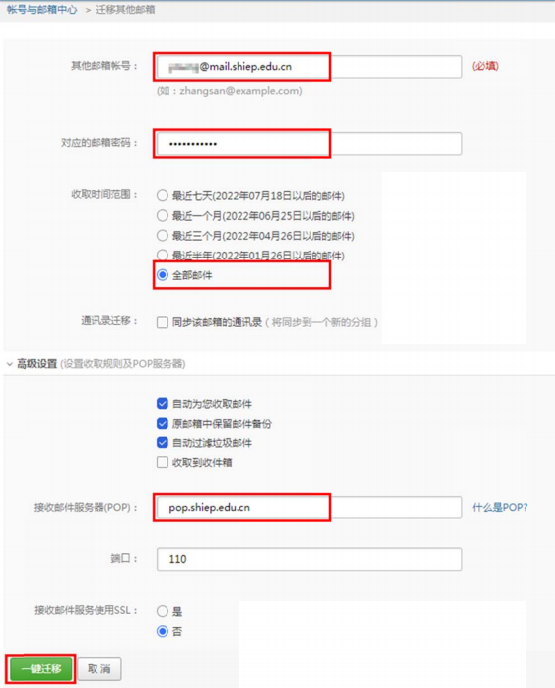 帐号与邮箱中心 > 迁移其他邮箱
其他邮箱帐号： @mail.shiep.edu.cn (必填)
(如：zhangsan@example.com)
对应的邮箱密码： •••••••••••
收取时间范围： 最近七天(2022年07月18日以后的邮件)
最近一个月(2022年06月25日以后的邮件)
最近三个月(2022年04月26日以后的邮件)
最近半年(2022年01月26日以后的邮件)
全部邮件
通讯录迁移： 同步该邮箱的通讯录 ( 将同步到一个新的分组 )
高级设置 (设置收取规则及POP服务器)
自动为您收取邮件
原邮箱中保留邮件备份
自动过滤垃圾邮件
收取到收件箱
接收邮件服务器(POP)： pop.shiep.edu.cn 什么是POP?
端口： 110
接收邮件服务使用SSL： 是
否
一键迁移 取 消